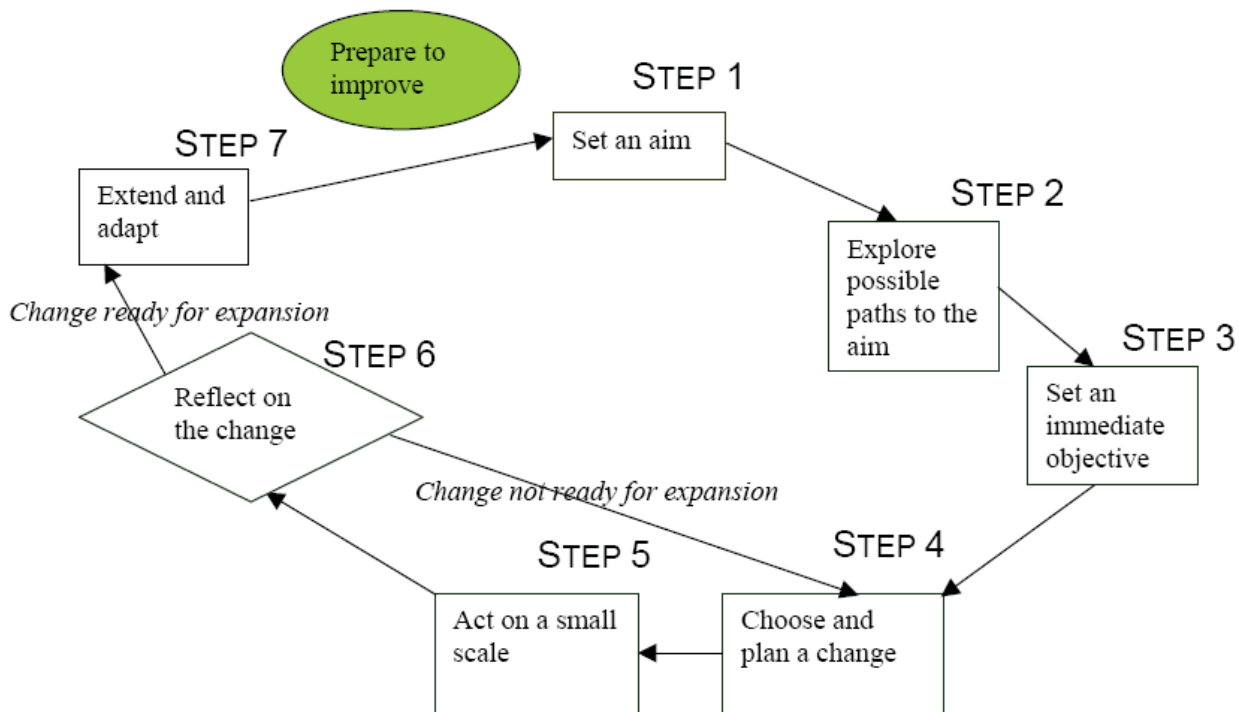 Prepare to
improve
STEP 1
Set an aim
STEP 2
Explore
possible
paths to the
aim
STEP 3
Set an
immediate
objective
STEP 4
Choose and
plan a change
STEP 5
Act on a small
scale
STEP 6
Reflect on
the change
Change not ready for expansion
Change ready for expansion
STEP 7
Extend and
adapt